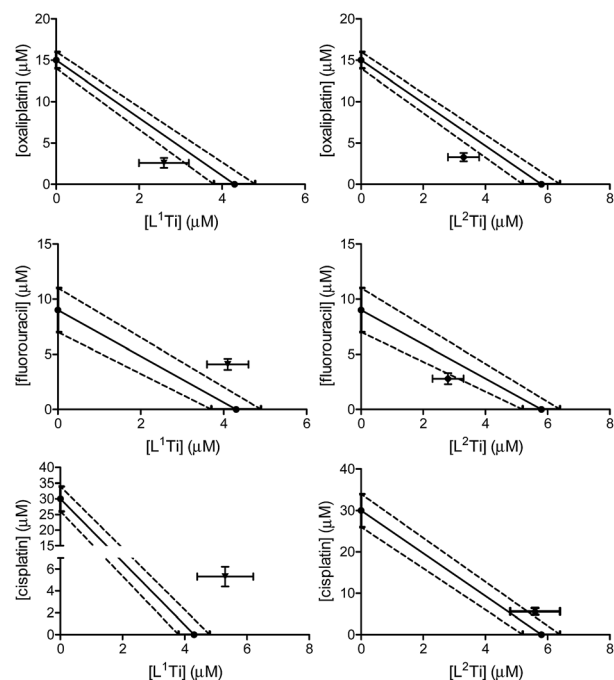 20
15
10
5
0
[oxaliplatin] (µM)
0 2 4 6
[L¹Ti] (µM)
20
15
10
5
0
[oxaliplatin] (µM)
0 2 4 6 8
[L²Ti] (µM)
15
10
5
0
[fluorouracil] (µM)
0 2 4 6
[L¹Ti] (µM)
15
10
5
0
[fluorouracil] (µM)
0 2 4 6 8
[L²Ti] (µM)
40
35
30
25
20
15
6
4
2
0
[cisplatin] (µM)
0 2 4 6 8
[L¹Ti] (µM)
40
30
20
10
0
[cisplatin] (µM)
0 2 4 6 8
[L²Ti] (µM)